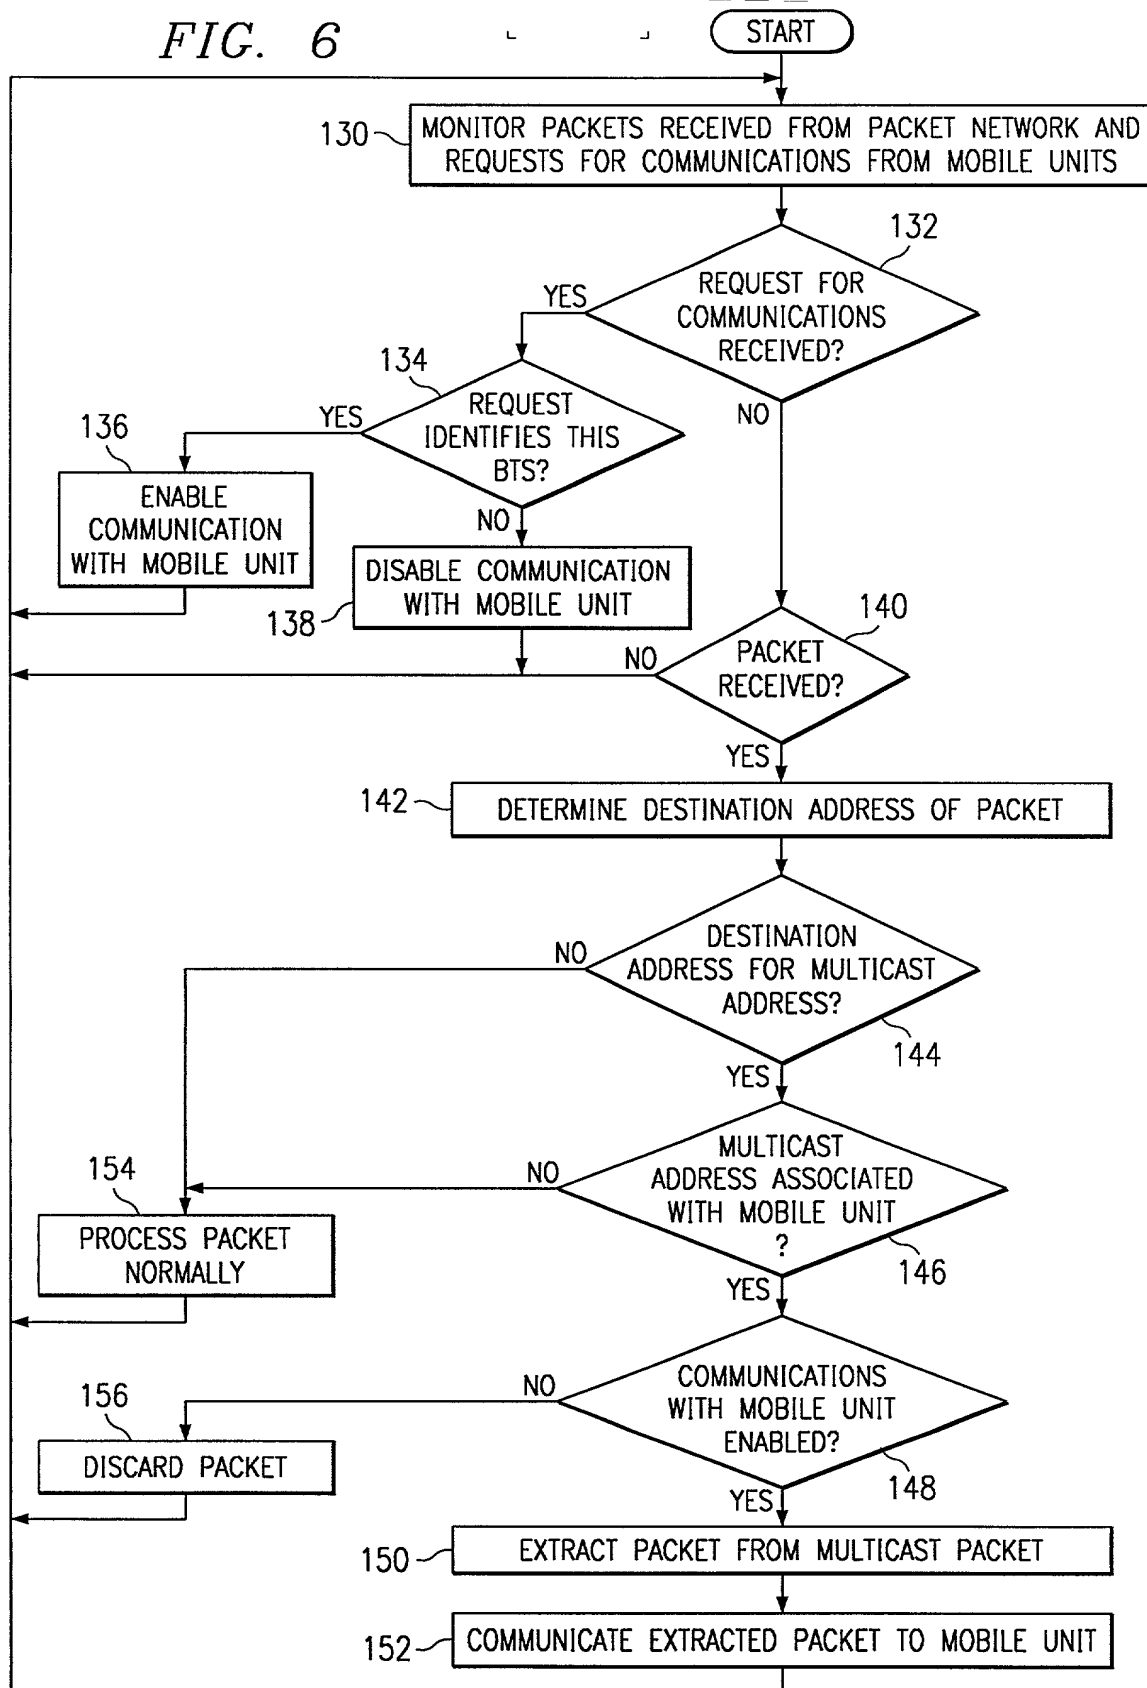 FIG. 6
START
130
MONITOR PACKETS RECEIVED FROM PACKET NETWORK AND
REQUESTS FOR COMMUNICATIONS FROM MOBILE UNITS
132
REQUEST FOR
COMMUNICATIONS
RECEIVED?
YES
NO
134
REQUEST
IDENTIFIES THIS
BTS?
YES
NO
136
ENABLE
COMMUNICATION
WITH MOBILE UNIT
DISABLE COMMUNICATION
WITH MOBILE UNIT
138
140
PACKET
RECEIVED?
NO
YES
142
DETERMINE DESTINATION ADDRESS OF PACKET
DESTINATION
ADDRESS FOR MULTICAST
ADDRESS?
NO
144
YES
MULTICAST
ADDRESS ASSOCIATED
WITH MOBILE UNIT
?
NO
146
YES
154
PROCESS PACKET
NORMALLY
COMMUNICATIONS
WITH MOBILE UNIT
ENABLED?
NO
148
YES
156
DISCARD PACKET
150
EXTRACT PACKET FROM MULTICAST PACKET
152
COMMUNICATE EXTRACTED PACKET TO MOBILE UNIT